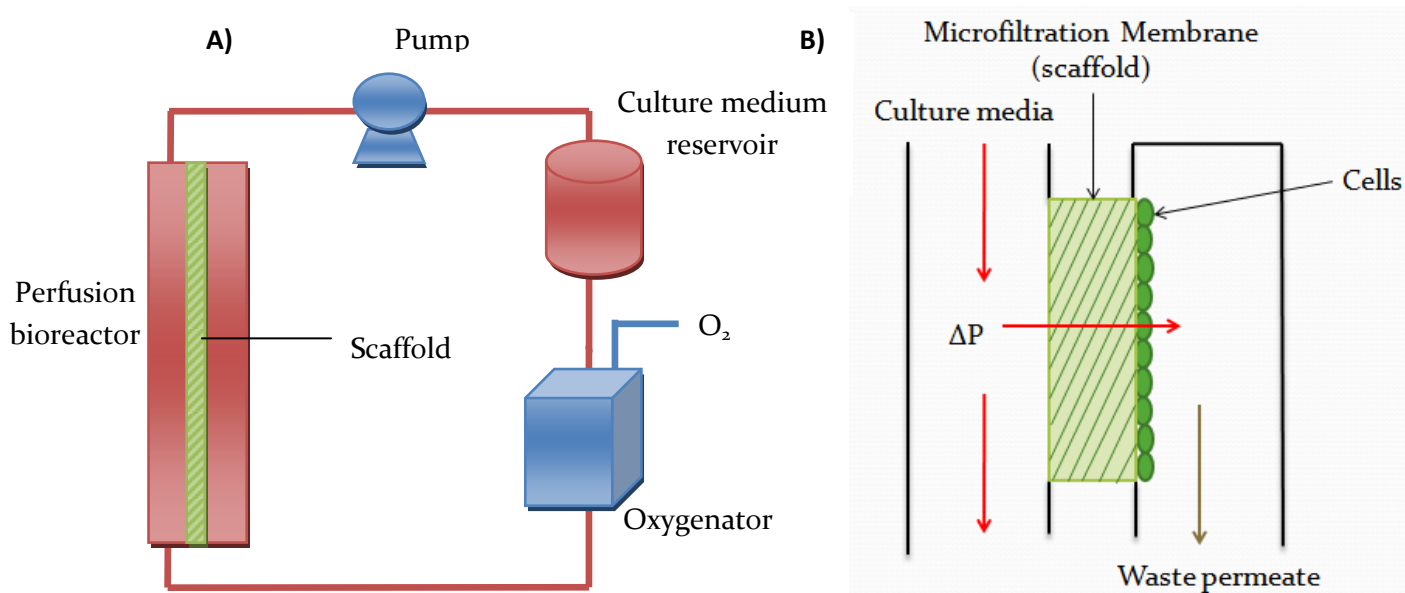 A)
Pump
Culture medium
reservoir
Perfusion
bioreactor
Scaffold
O₂
Oxygenator
B)
Microfiltration Membrane
(scaffold)
Culture media
Cells
ΔP
Waste permeate